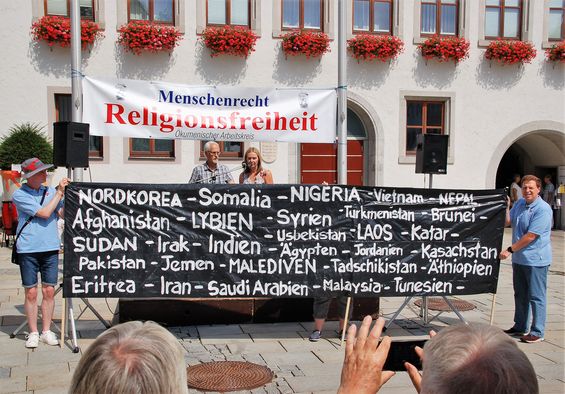 Menschenrecht
Religionsfreiheit
Ökumenischer Arbeitskreis
NORDKOREA - Somalia - NIGERIA - Vietnam - NEPAL
Afghanistan - LYBIEN - Syrien - Turkmenistan - Brunei -
SUDAN - Irak - Indien - Usbekistan - LAOS - Katar -
Pakistan - Jemen - MALEDIVEN - Ägypten - Jordanien - Kasachstan
Tadschikistan - Äthiopien
Eritrea - Iran - Saudi Arabien - Malaysia - Tunesien -